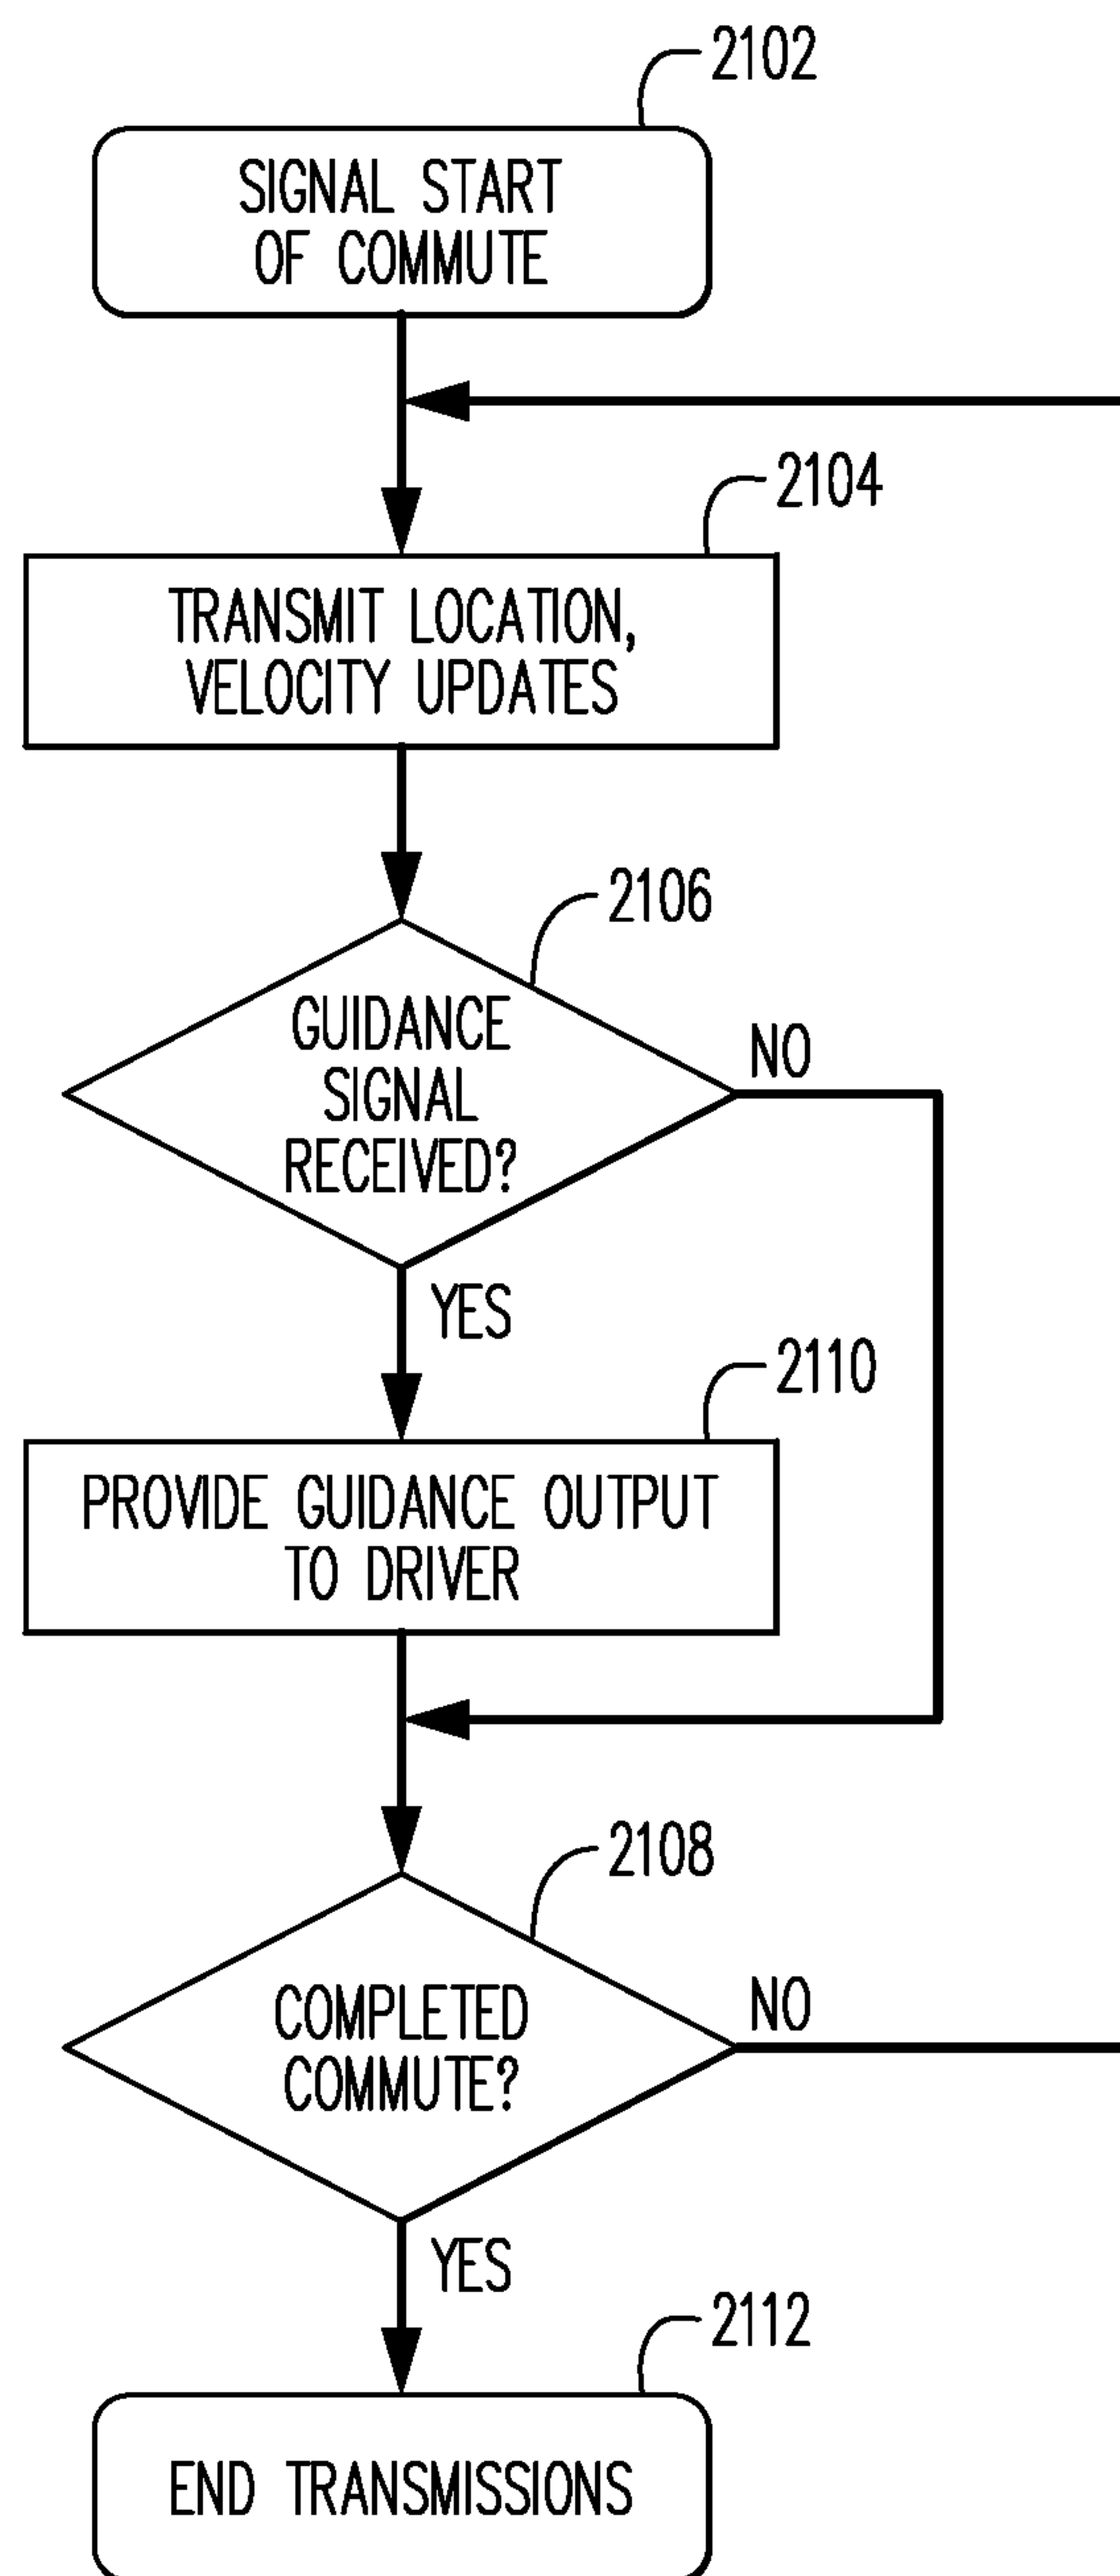 2102
SIGNAL START
OF COMMUTE
2104
TRANSMIT LOCATION,
VELOCITY UPDATES
2106
GUIDANCE
SIGNAL
RECEIVED?
NO
YES
2110
PROVIDE GUIDANCE OUTPUT
TO DRIVER
2108
COMPLETED
COMMUTE?
NO
YES
2112
END TRANSMISSIONS